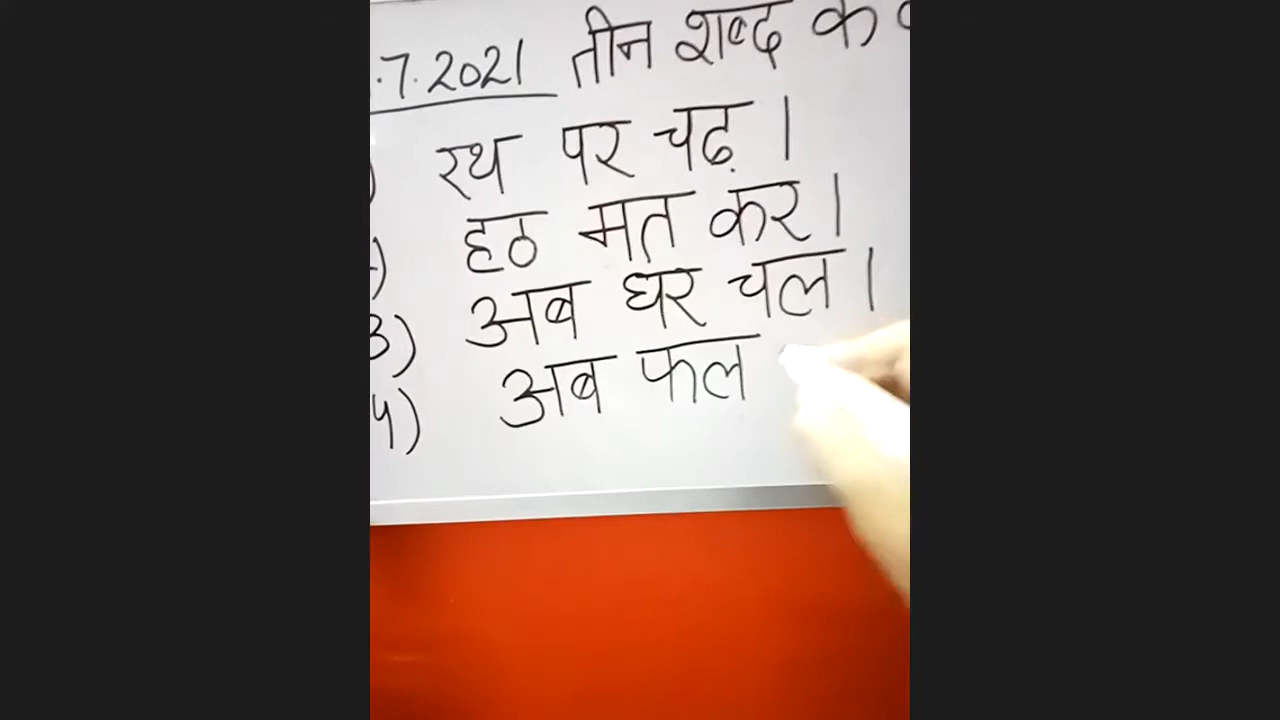 .7.2021 तीन शब्द के
रथ पर चढ़ ।
हठ मत कर ।
अब घर चल ।
3)
4) अब फल